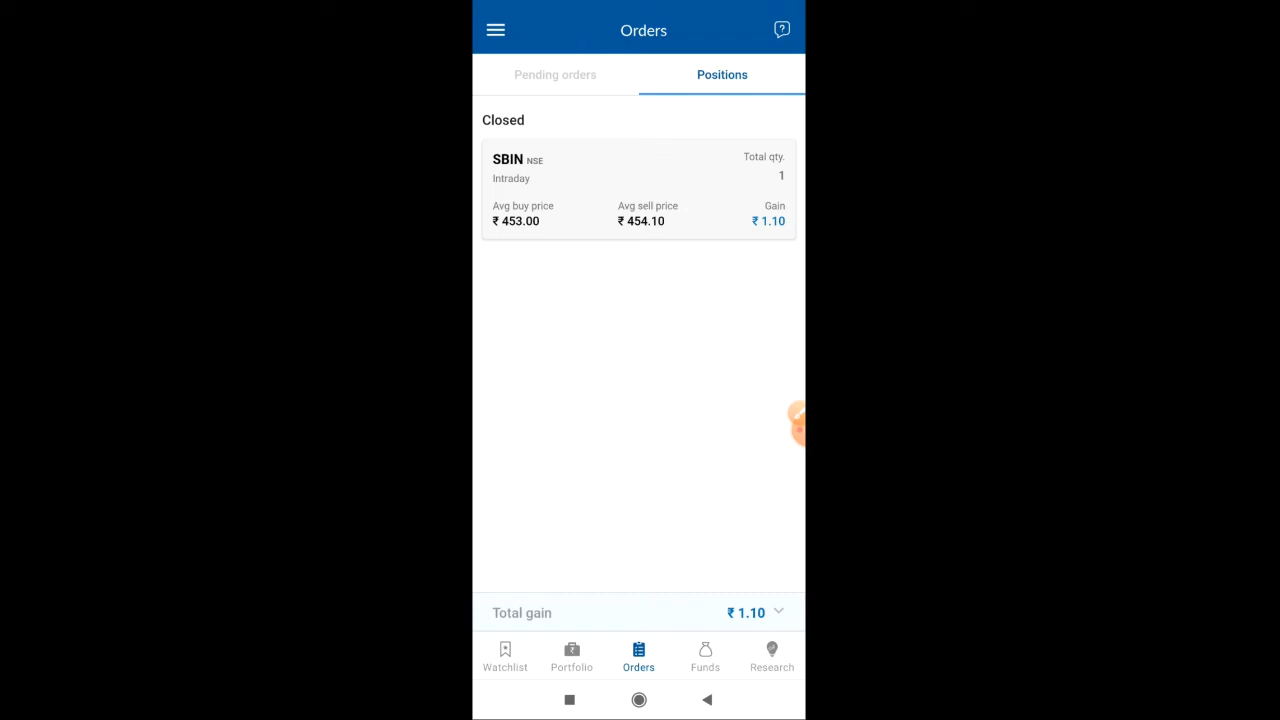 Orders
Pending orders
Positions
Closed
SBIN NSE
Total qty.
Intraday
1
Avg buy price
Avg sell price
Gain
₹ 453.00
₹ 454.10
₹ 1.10
Total gain
₹ 1.10
Watchlist
Portfolio
Orders
Funds
Research